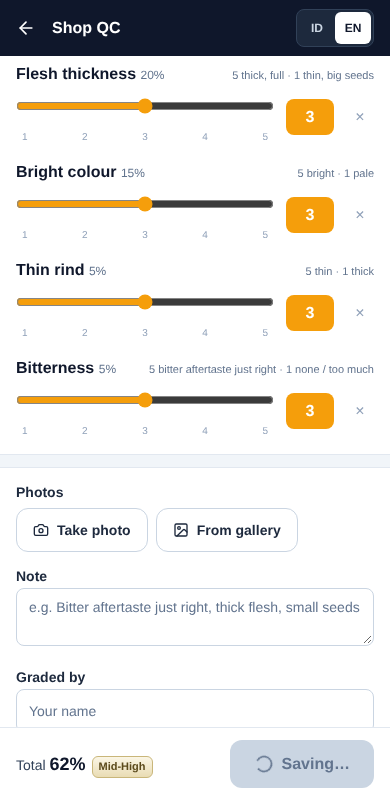 Shop QC
ID EN
Flesh thickness 20% 5 thick, full · 1 thin, big seeds
3 ×
1 2 3 4 5
Bright colour 15% 5 bright · 1 pale
3 ×
1 2 3 4 5
Thin rind 5% 5 thin · 1 thick
3 ×
1 2 3 4 5
Bitterness 5% 5 bitter aftertaste just right · 1 none / too much
3 ×
1 2 3 4 5
Photos
Take photo From gallery
Note
e.g. Bitter aftertaste just right, thick flesh, small seeds
Graded by
Your name
Total 62% Mid-High Saving…